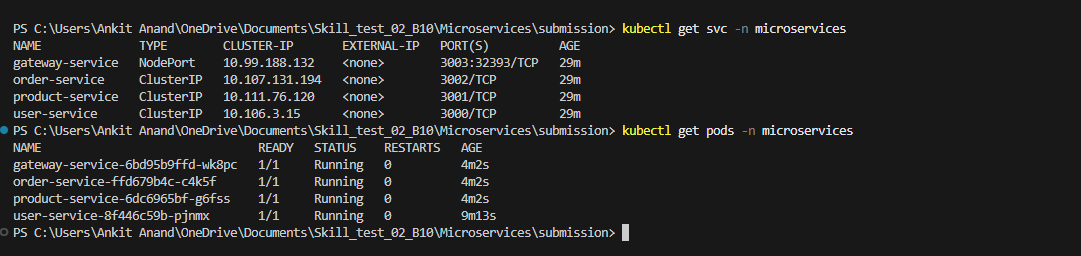 PS C:\Users\Ankit Anand\OneDrive\Documents\Skill_test_02_B10\Microservices\submission> kubectl get svc -n microservices
NAME TYPE CLUSTER-IP EXTERNAL-IP PORT(S) AGE
gateway-service NodePort 10.99.188.132 <none> 3003:32393/TCP 29m
order-service ClusterIP 10.107.131.194 <none> 3002/TCP 29m
product-service ClusterIP 10.111.76.120 <none> 3001/TCP 29m
user-service ClusterIP 10.106.3.15 <none> 3000/TCP 29m
PS C:\Users\Ankit Anand\OneDrive\Documents\Skill_test_02_B10\Microservices\submission> kubectl get pods -n microservices
NAME READY STATUS RESTARTS AGE
gateway-service-6bd95b9ffd-wk8pc 1/1 Running 0 4m2s
order-service-ffd679b4c-c4k5f 1/1 Running 0 4m2s
product-service-6dc6965bf-g6fss 1/1 Running 0 4m2s
user-service-8f446c59b-pjnmx 1/1 Running 0 9m13s
PS C:\Users\Ankit Anand\OneDrive\Documents\Skill_test_02_B10\Microservices\submission>